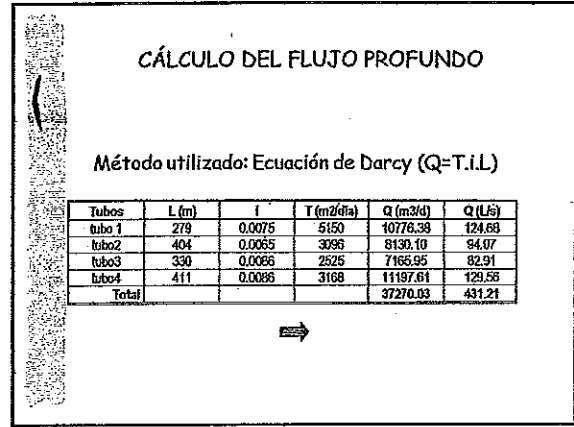 CÁLCULO DEL FLUJO PROFUNDO
Método utilizado: Ecuación de Darcy (Q=T.i.L)
Tubos L (m) i T (m2/día) Q (m3/d) Q (L/s)
tubo 1 279 0.0075 5150 10776.38 124.68
tubo2 404 0.0065 3096 8130.10 94.07
tubo3 330 0.0086 2525 7165.95 82.91
tubo4 411 0.0086 3168 11197.61 129.56
Total 37270.03 431.21